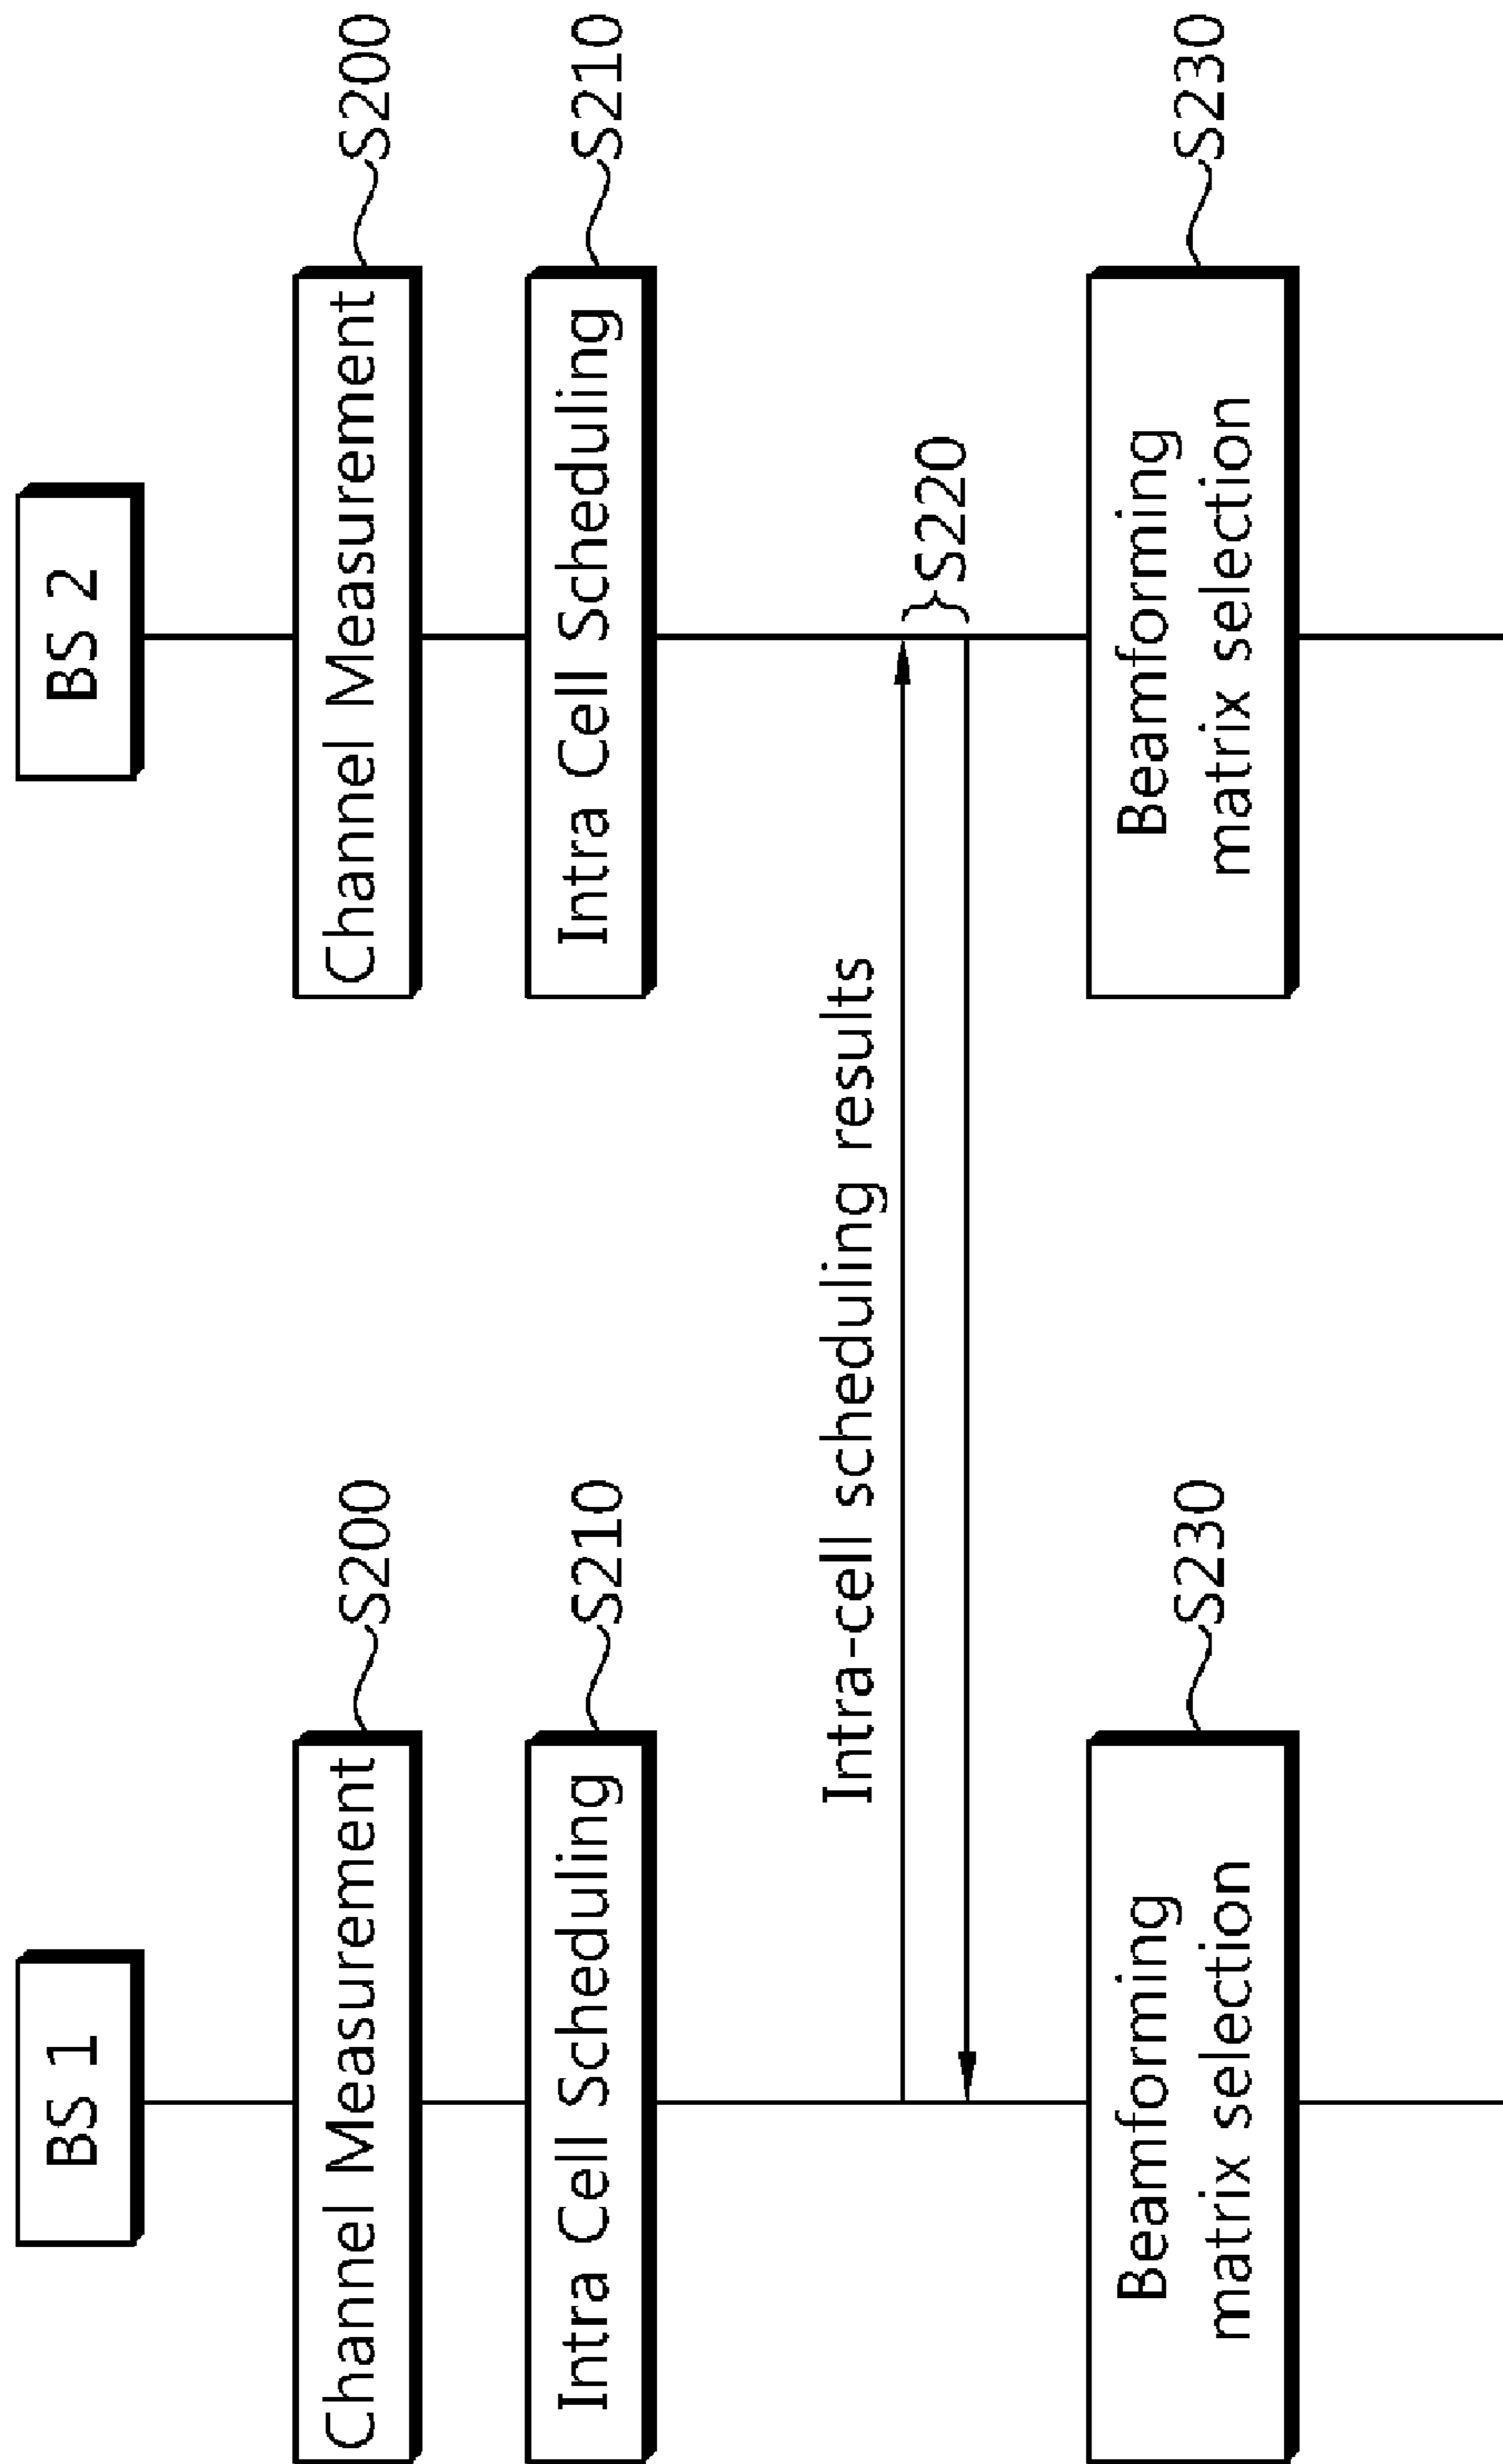 BS 1
BS 2
Channel Measurement
S200
Channel Measurement
S200
Intra Cell Scheduling
S210
Intra Cell Scheduling
S210
Intra-cell scheduling results
}S220
Beamforming
matrix selection
S230
Beamforming
matrix selection
S230